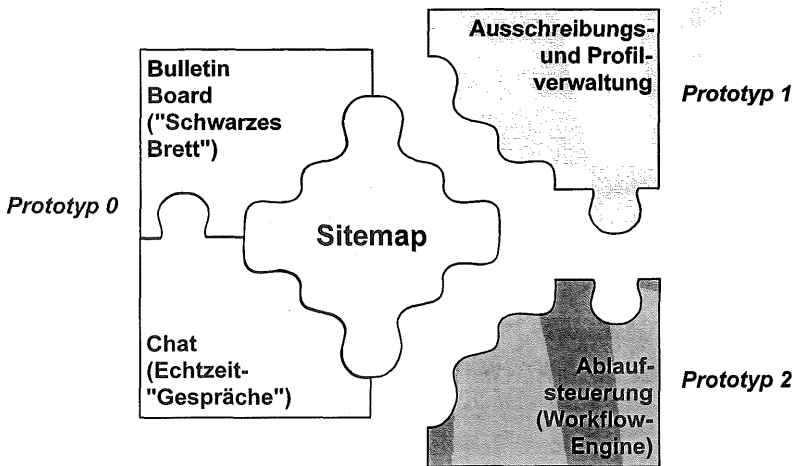 Bulletin
Board
("Schwarzes
Brett")
Prototyp 0
Sitemap
Chat
(Echtzeit-
"Gespräche")
Ausschreibungs-
und Profil-
verwaltung
Prototyp 1
Ablauf-
steuerung
(Workflow-
Engine)
Prototyp 2